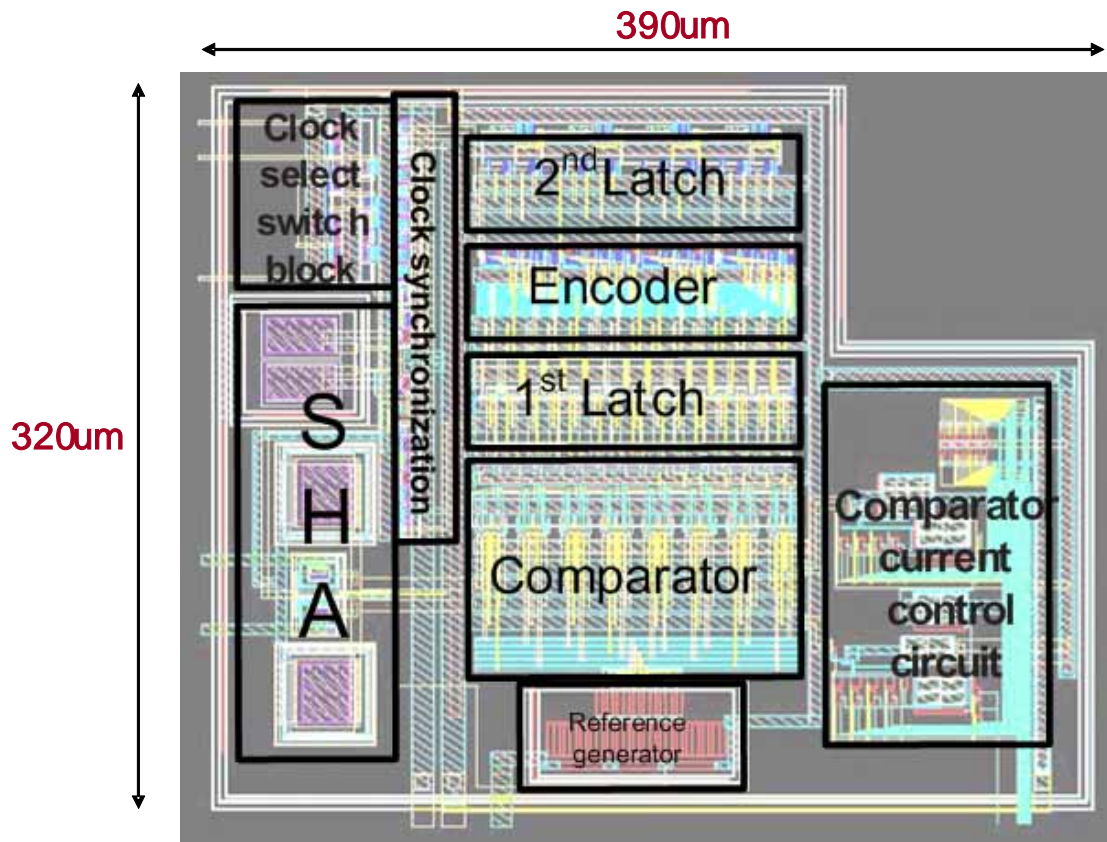 390um
320um
Clock
select
switch
block
Clock synchronization
2nd Latch
Encoder
1st Latch
Comparator
Reference
generator
S
H
A
Comparator
current
control
circuit